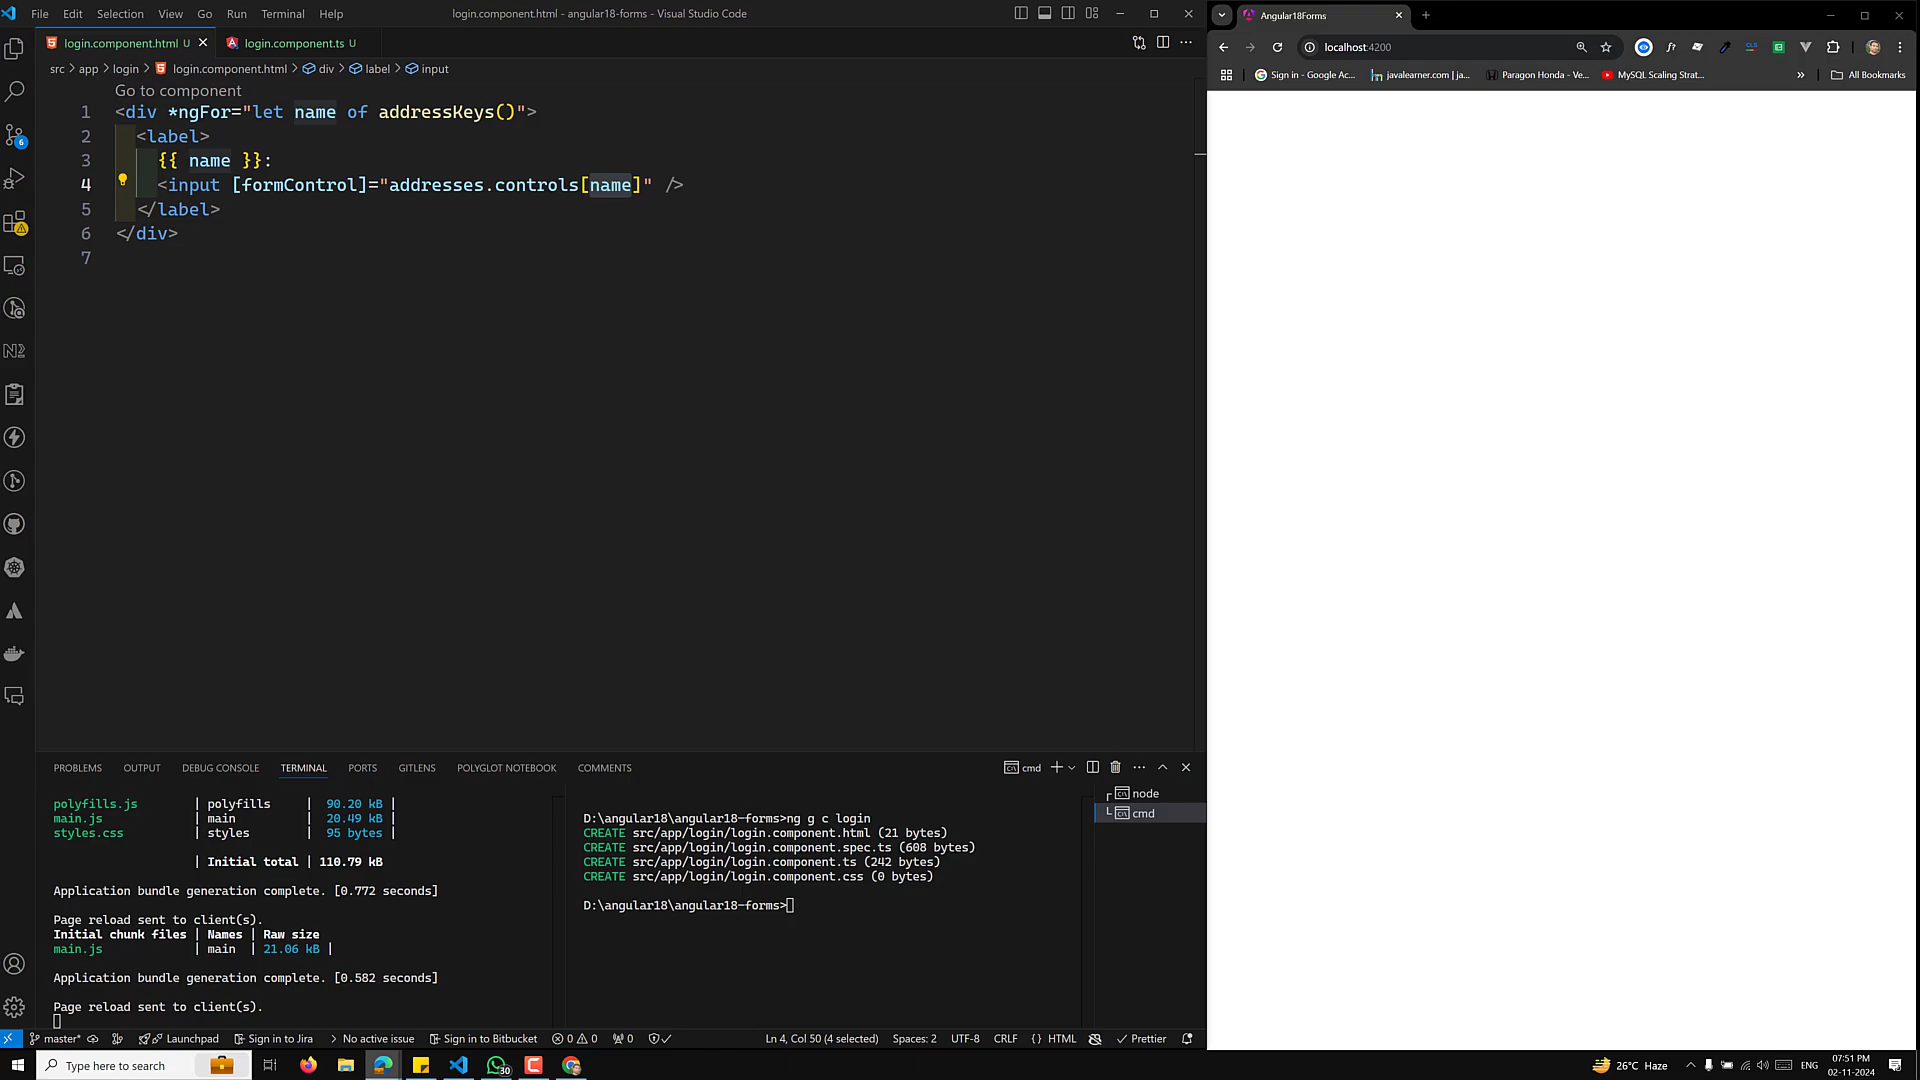 File Edit Selection View Go Run Terminal Help
login.component.html - angular18-forms - Visual Studio Code
login.component.html U
login.component.ts U
src > app > login > login.component.html > div > label > input
Go to component
1 <div *ngFor="let name of addressKeys()">
2 <label>
3 {{ name }}:
4 <input [formControl]="addresses.controls[name]" />
5 </label>
6 </div>
7
6
PROBLEMS OUTPUT DEBUG CONSOLE TERMINAL PORTS GITLENS POLYGLOT NOTEBOOK COMMENTS
cmd
polyfills.js | polyfills | 90.20 kB |
main.js | main | 20.49 kB |
styles.css | styles | 95 bytes |
| Initial total | 110.79 kB
Application bundle generation complete. [0.772 seconds]
Page reload sent to client(s).
Initial chunk files | Names | Raw size
main.js | main | 21.06 kB |
Application bundle generation complete. [0.582 seconds]
Page reload sent to client(s).
D:\angular18\angular18-forms>ng g c login
CREATE src/app/login/login.component.html (21 bytes)
CREATE src/app/login/login.component.spec.ts (608 bytes)
CREATE src/app/login/login.component.ts (242 bytes)
CREATE src/app/login/login.component.css (0 bytes)
D:\angular18\angular18-forms>
node
cmd
master* Launchpad Sign in to Jira No active issue Sign in to Bitbucket 0 0 0
Ln 4, Col 50 (4 selected) Spaces: 2 UTF-8 CRLF {} HTML Prettier
Angular18Forms
localhost:4200
Sign in - Google Ac... javalearner.com | ja... Paragon Honda - Ve... MySQL Scaling Strat... » All Bookmarks
Type here to search
30
26°C Haze
ENG
07:51 PM
02-11-2024